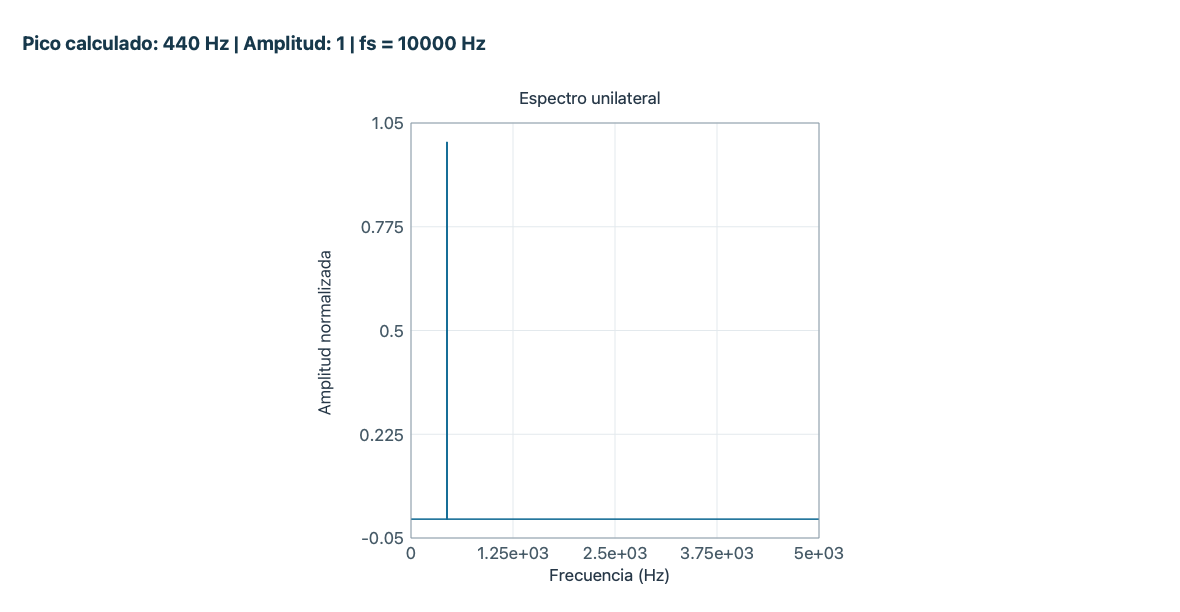 Pico calculado: 440 Hz | Amplitud: 1 | fs = 10000 Hz
Espectro unilateral
1.05
0.775
0.5
0.225
-0.05
Amplitud normalizada
0
1.25e+03
2.5e+03
3.75e+03
5e+03
Frecuencia (Hz)